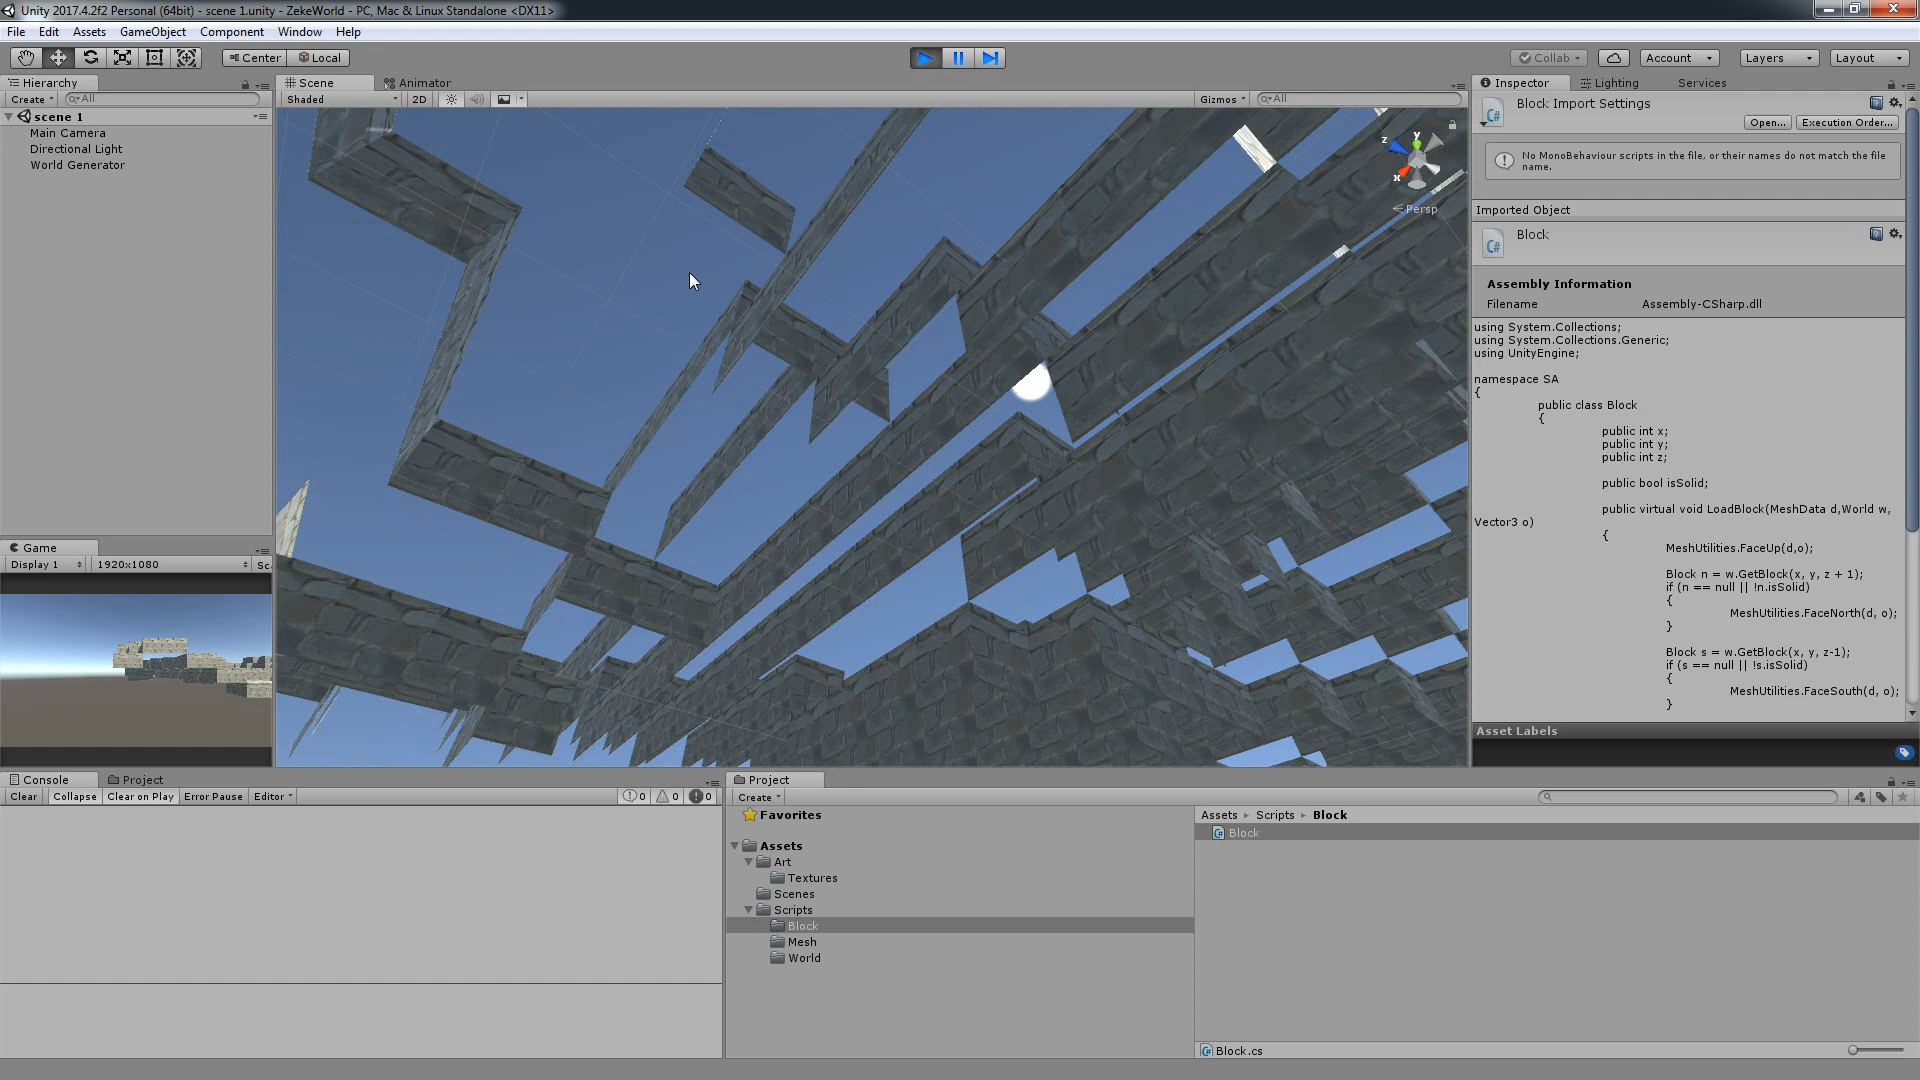 Unity 2017.4.2f2 Personal (64bit) - scene 1.unity - ZekeWorld - PC, Mac & Linux Standalone <DX11>
File Edit Assets GameObject Component Window Help
Center Local Collab Account Layers Layout
Hierarchy
Create All
scene 1
Main Camera
Directional Light
World Generator
Scene Animator
Shaded 2D Gizmos All
y
z
x
Persp
Game
Display 1 1920x1080 Sc
Inspector Lighting Services
Block Import Settings
Open... Execution Order...
No MonoBehaviour scripts in the file, or their names do not match the file
name.
Imported Object
Block
Assembly Information
Filename Assembly-CSharp.dll
using System.Collections;
using System.Collections.Generic;
using UnityEngine;
namespace SA
{
public class Block
{
public int x;
public int y;
public int z;
public bool isSolid;
public virtual void LoadBlock(MeshData d,World w,
Vector3 o)
{
MeshUtilities.FaceUp(d,o);
Block n = w.GetBlock(x, y, z + 1);
if (n == null || !n.isSolid)
{
MeshUtilities.FaceNorth(d, o);
}
Block s = w.GetBlock(x, y, z-1);
if (s == null || !s.isSolid)
{
MeshUtilities.FaceSouth(d, o);
}
Asset Labels
Console Project
Clear Collapse Clear on Play Error Pause Editor 0 0 0
Project
Create
Favorites
Assets
Art
Textures
Scenes
Scripts
Block
Mesh
World
Assets Scripts Block
C# Block
C# Block.cs